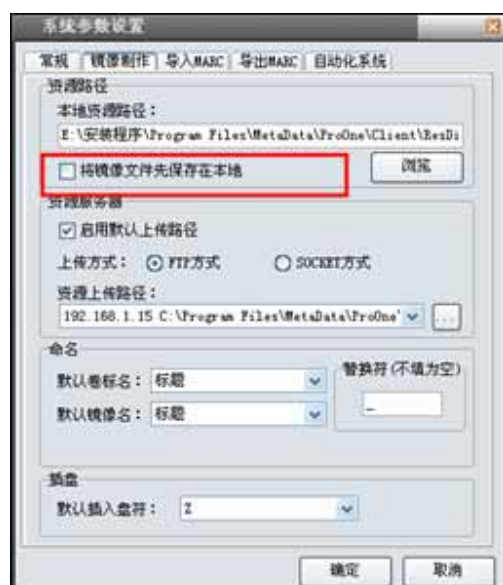 系统参数设置
常规 镜像制作 导入MARC 导出MARC 自动化系统
资源路径
本地资源路径：
E:\安装程序\Program Files\MetaData\ProOne\Client\ResDi
将镜像文件先保存在本地
浏览
资源服务器
启用默认上传路径
上传方式： FTP方式 SOCKET方式
资源上传路径：
192.168.1.15 C:\Program Files\MetaData\ProOne\ ...
命名
默认卷标名： 标题
替换符(不填为空)
默认镜像名： 标题
_
插盘
默认插入盘符： Z
确定 取消